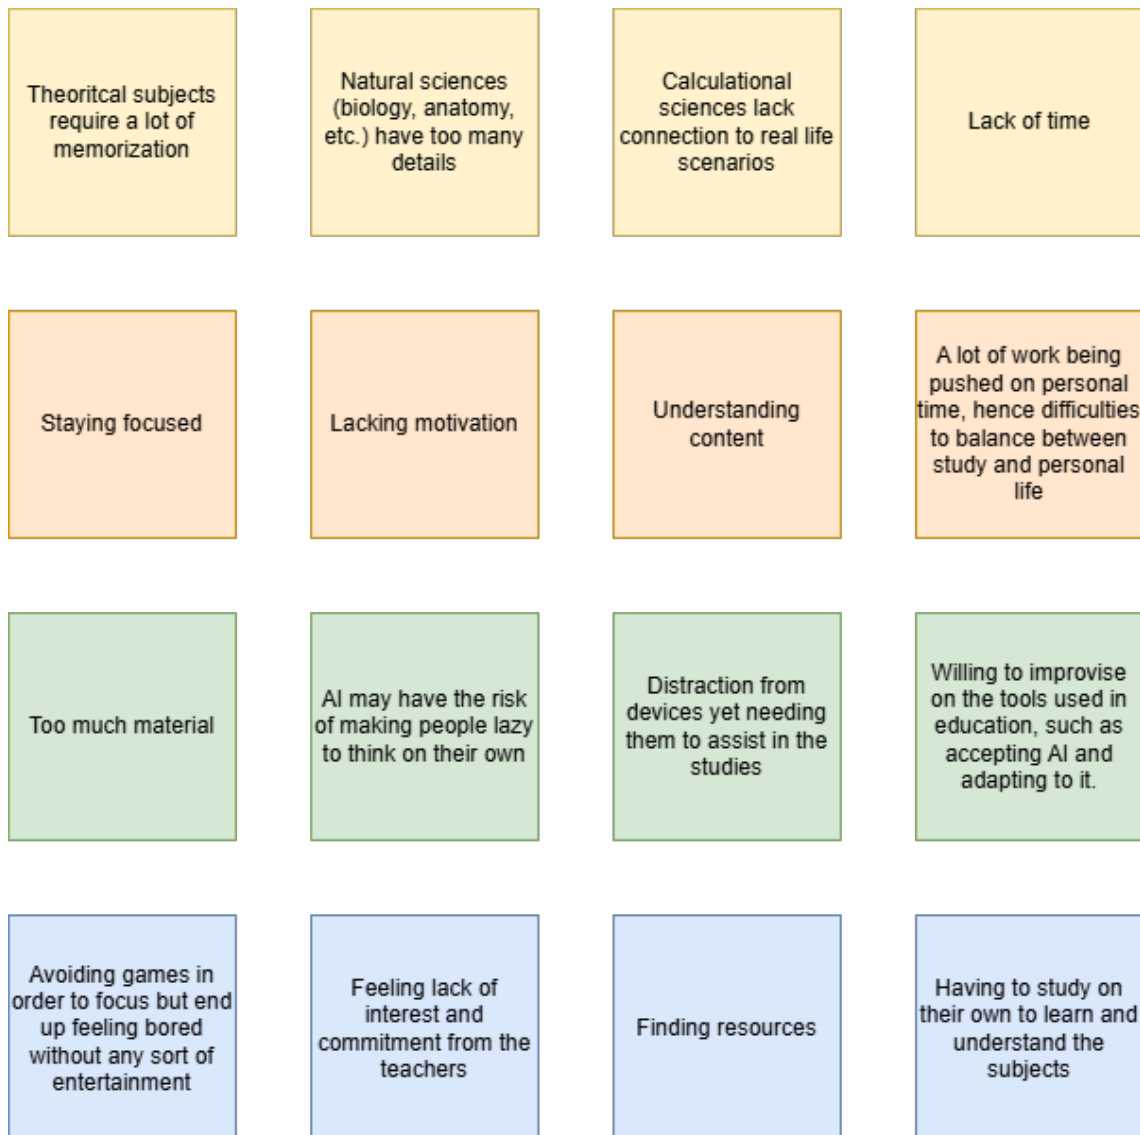 Theoritcal subjects
require a lot of
memorization
Natural sciences
(biology, anatomy,
etc.) have too many
details
Calculational
sciences lack
connection to real life
scenarios
Lack of time
Staying focused
Lacking motivation
Understanding
content
A lot of work being
pushed on personal
time, hence difficulties
to balance between
study and personal
life
Too much material
AI may have the risk
of making people lazy
to think on their own
Distraction from
devices yet needing
them to assist in the
studies
Willing to improvise
on the tools used in
education, such as
accepting AI and
adapting to it.
Avoiding games in
order to focus but end
up feeling bored
without any sort of
entertainment
Feeling lack of
interest and
commitment from the
teachers
Finding resources
Having to study on
their own to learn and
understand the
subjects